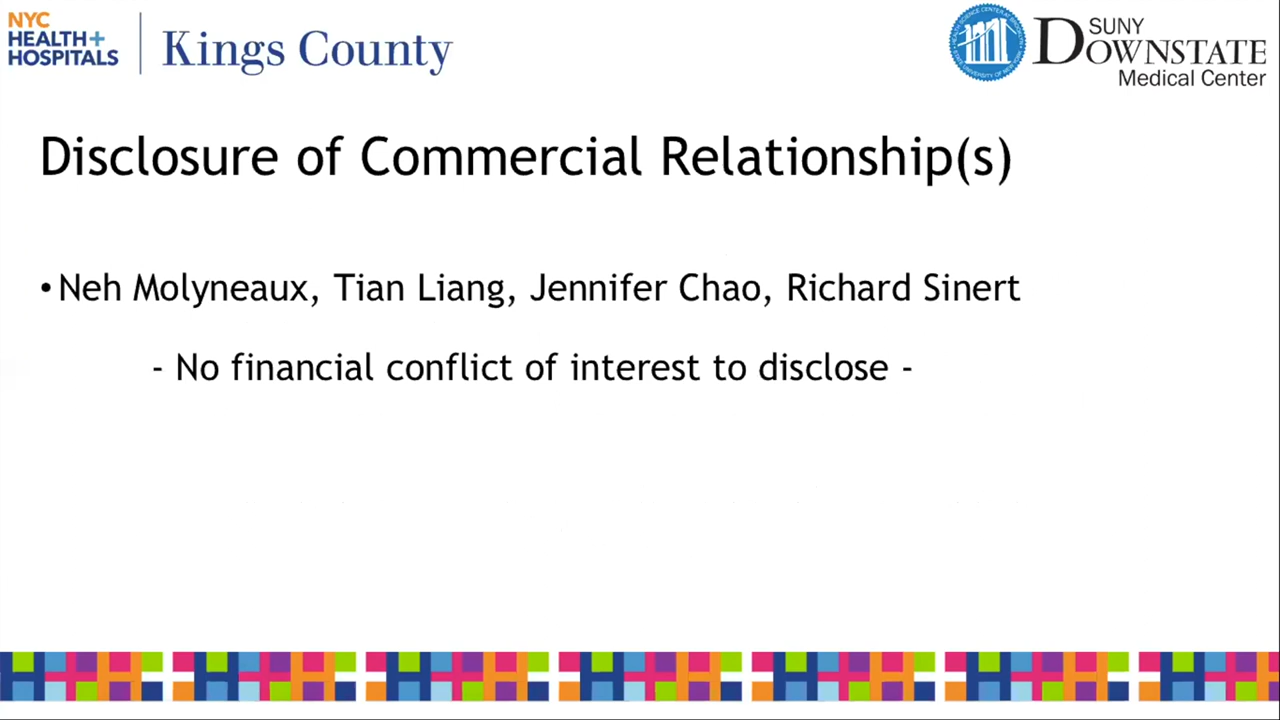 NYC
HEALTH+
HOSPITALS
Kings County
SUNY
DOWNSTATE
Medical Center
Disclosure of Commercial Relationship(s)
• Neh Molyneaux, Tian Liang, Jennifer Chao, Richard Sinert
- No financial conflict of interest to disclose -